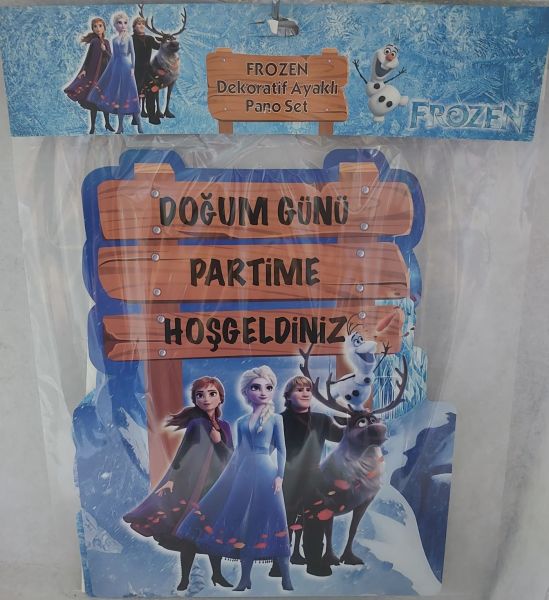 FROZEN
Dekoratif Ayaklı
Pano Set
FROZEN
DOĞUM GÜNÜ
PARTİME
HOŞGELDİNİZ